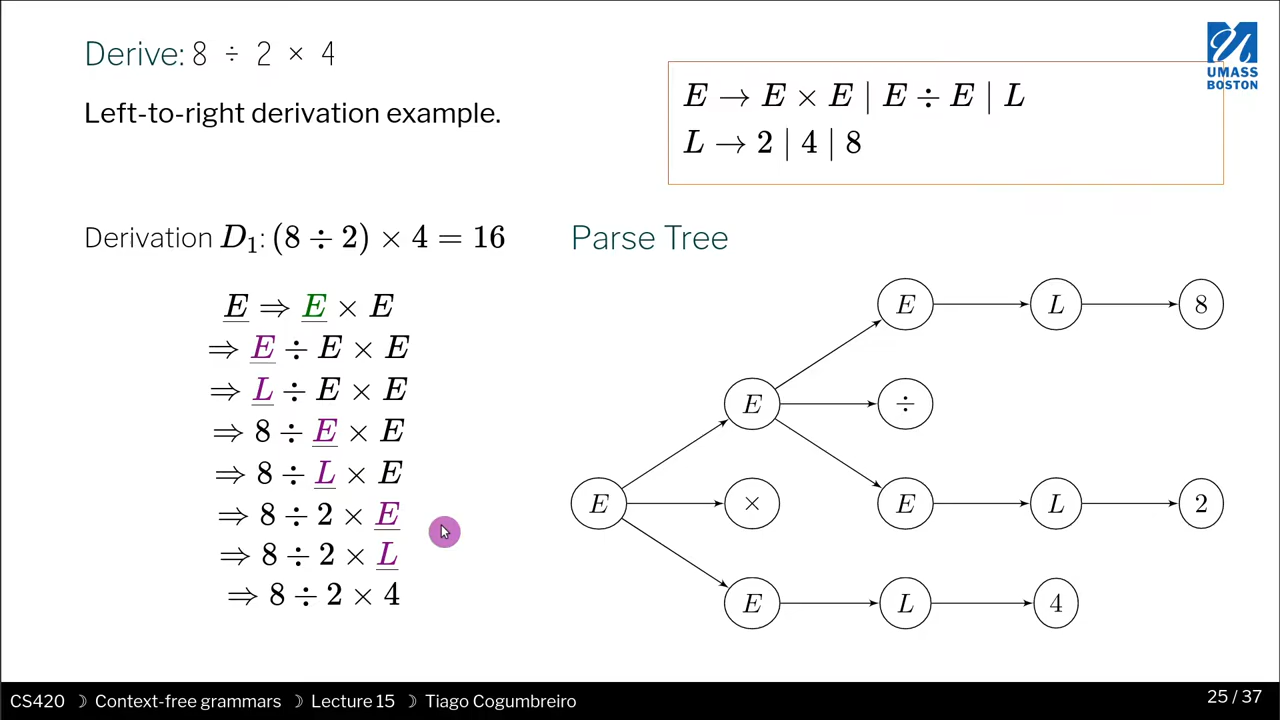 Derive: 8 ÷ 2 × 4
UMASS
BOSTON
Left-to-right derivation example.
E → E × E | E ÷ E | L
L → 2 | 4 | 8
Derivation D₁: (8 ÷ 2) × 4 = 16
E ⇒ E × E
⇒ E ÷ E × E
⇒ L ÷ E × E
⇒ 8 ÷ E × E
⇒ 8 ÷ L × E
⇒ 8 ÷ 2 × E
⇒ 8 ÷ 2 × L
⇒ 8 ÷ 2 × 4
Parse Tree
E L 8
E ÷
E × E L 2
E L 4
CS420 ☽ Context-free grammars ☽ Lecture 15 ☽ Tiago Cogumbreiro
25 / 37